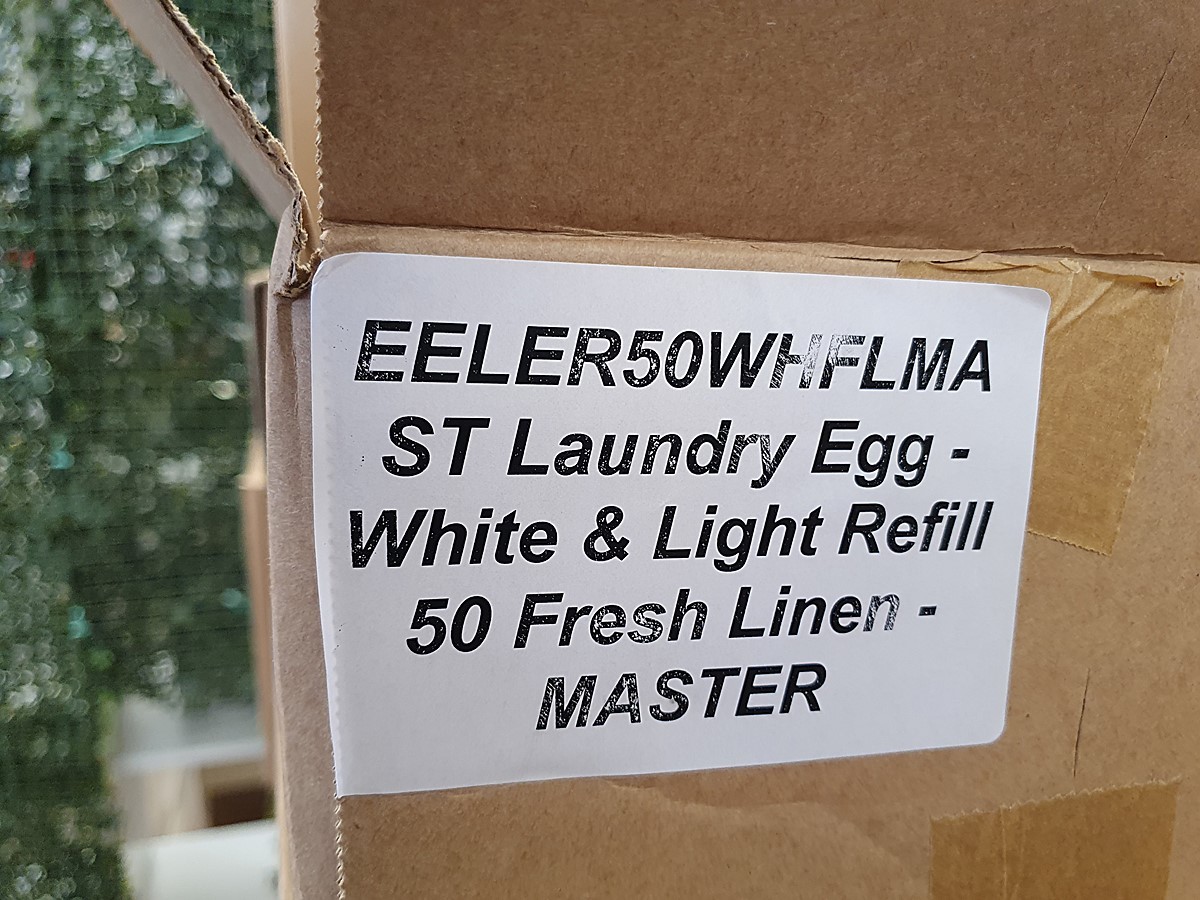 EELER50WHFLMA
ST Laundry Egg -
White & Light Refill
50 Fresh Linen -
MASTER